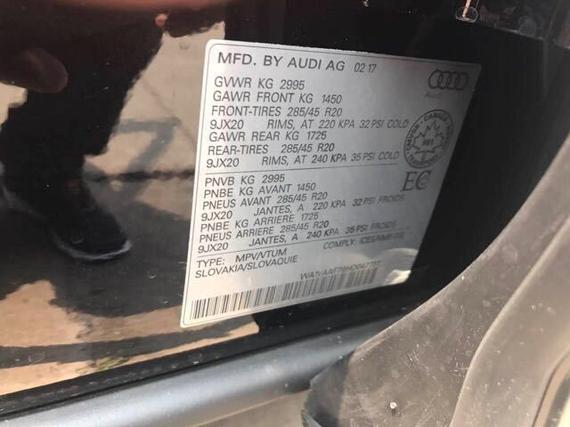 MFD. BY AUDI AG 02 17
GVWR KG 2995
GAWR FRONT KG 1450
FRONT-TIRES 285/45 R20
9JX20 RIMS, AT 220 KPA 32 PSI COLD
GAWR REAR KG 1725
REAR-TIRES 285/45 R20
9JX20 RIMS, AT 240 KPA 35 PSI COLD
PNVB KG 2995
PNBE KG AVANT 1450
PNEUS AVANT 285/45 R20
9JX20 JANTES, A 220 KPA 32 PSI FROIDS
PNBE KG ARRIERE 1725
PNEUS ARRIERE 285/45 R20
9JX20 JANTES, A 240 KPA 35 PSI FROIDS
TYPE: MPV/VTUM
COMPLY:
SLOVAKIA/SLOVAQUIE
EC